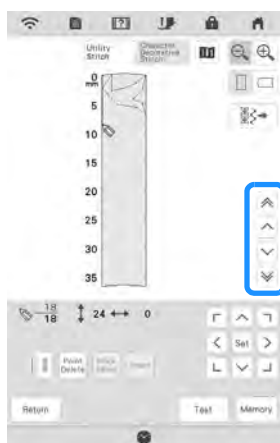 Utility
Stitch
Character
Decorative
Stitch
0
mm
5
10
15
20
25
30
35
18
18
24
0
Point
Delete
Block
Move
Insert
Set
Return
Test
Memory